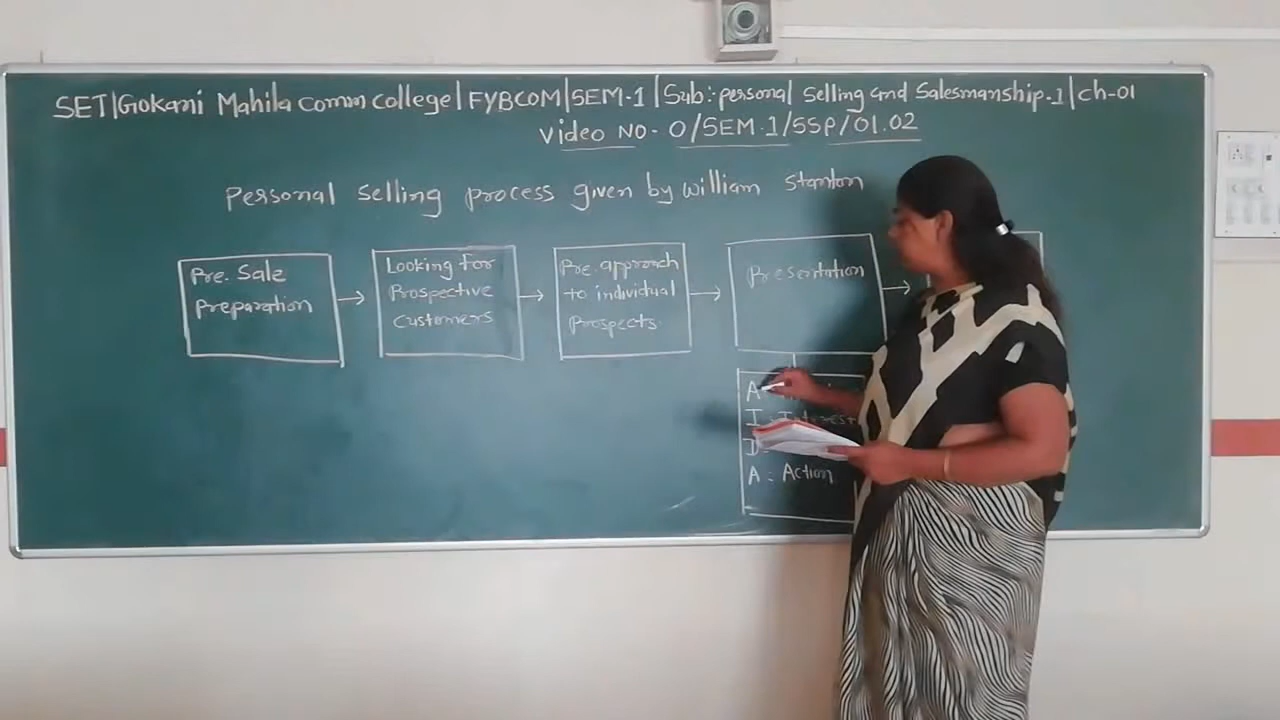 SET|Gokani Mahila Comm College|FYBCOM|SEM-1|Sub:-personal selling and Salesmanship-1|ch-01
Video NO- 0/SEM.1/SSP/01.02
Personal selling process given by william Stanton
Pre. Sale
Preparation
Looking for
Prospective
Customers
Pre. approach
to individual
Prospects.
Presentation
A
I = Interest
D =
A = Action